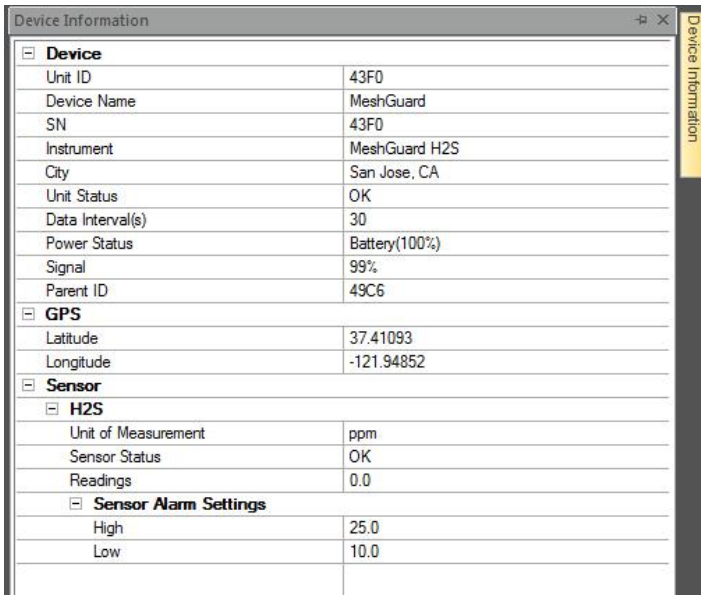 Device Information
Device
Unit ID 43F0
Device Name MeshGuard
SN 43F0
Instrument MeshGuard H2S
City San Jose, CA
Unit Status OK
Data Interval(s) 30
Power Status Battery(100%)
Signal 99%
Parent ID 49C6
GPS
Latitude 37.41093
Longitude -121.94852
Sensor
H2S
Unit of Measurement ppm
Sensor Status OK
Readings 0.0
Sensor Alarm Settings
High 25.0
Low 10.0
Device Information